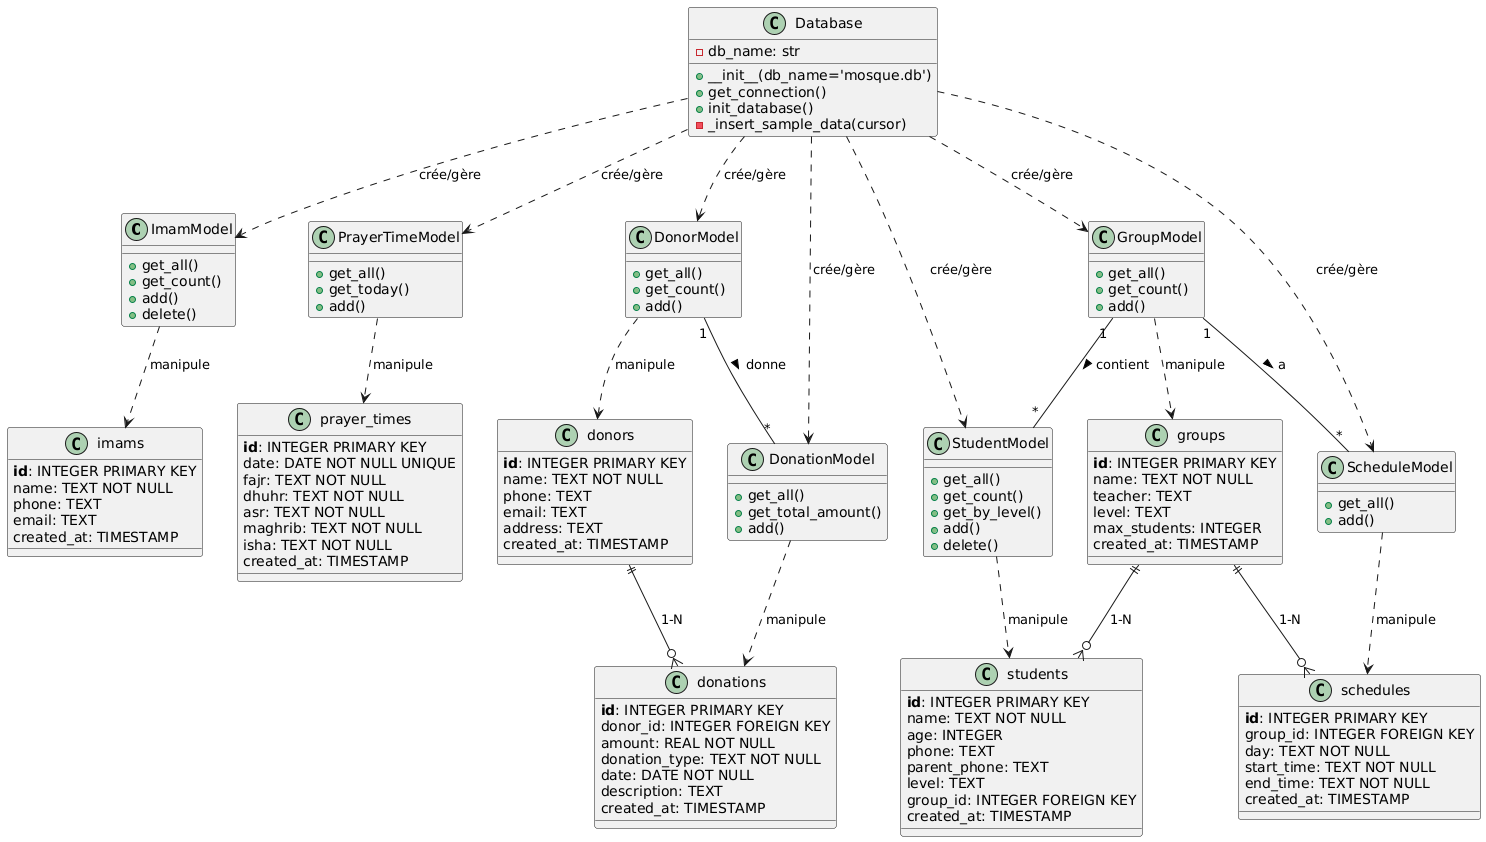 Database
db_name: str
__init__(db_name='mosque.db')
get_connection()
init_database()
_insert_sample_data(cursor)
crée/gère
crée/gère
crée/gère
crée/gère
crée/gère
crée/gère
crée/gère
ImamModel
get_all()
get_count()
add()
delete()
PrayerTimeModel
get_all()
get_today()
add()
DonorModel
get_all()
get_count()
add()
GroupModel
get_all()
get_count()
add()
manipule
manipule
manipule
1
donne
*
1
contient
*
manipule
1
a
*
imams
id: INTEGER PRIMARY KEY
name: TEXT NOT NULL
phone: TEXT
email: TEXT
created_at: TIMESTAMP
prayer_times
id: INTEGER PRIMARY KEY
date: DATE NOT NULL UNIQUE
fajr: TEXT NOT NULL
dhuhr: TEXT NOT NULL
asr: TEXT NOT NULL
maghrib: TEXT NOT NULL
isha: TEXT NOT NULL
created_at: TIMESTAMP
donors
id: INTEGER PRIMARY KEY
name: TEXT NOT NULL
phone: TEXT
email: TEXT
address: TEXT
created_at: TIMESTAMP
DonationModel
get_all()
get_total_amount()
add()
StudentModel
get_all()
get_count()
get_by_level()
add()
delete()
groups
id: INTEGER PRIMARY KEY
name: TEXT NOT NULL
teacher: TEXT
level: TEXT
max_students: INTEGER
created_at: TIMESTAMP
ScheduleModel
get_all()
add()
1-N
manipule
manipule
1-N
1-N
manipule
donations
id: INTEGER PRIMARY KEY
donor_id: INTEGER FOREIGN KEY
amount: REAL NOT NULL
donation_type: TEXT NOT NULL
date: DATE NOT NULL
description: TEXT
created_at: TIMESTAMP
students
id: INTEGER PRIMARY KEY
name: TEXT NOT NULL
age: INTEGER
phone: TEXT
parent_phone: TEXT
level: TEXT
group_id: INTEGER FOREIGN KEY
created_at: TIMESTAMP
schedules
id: INTEGER PRIMARY KEY
group_id: INTEGER FOREIGN KEY
day: TEXT NOT NULL
start_time: TEXT NOT NULL
end_time: TEXT NOT NULL
created_at: TIMESTAMP